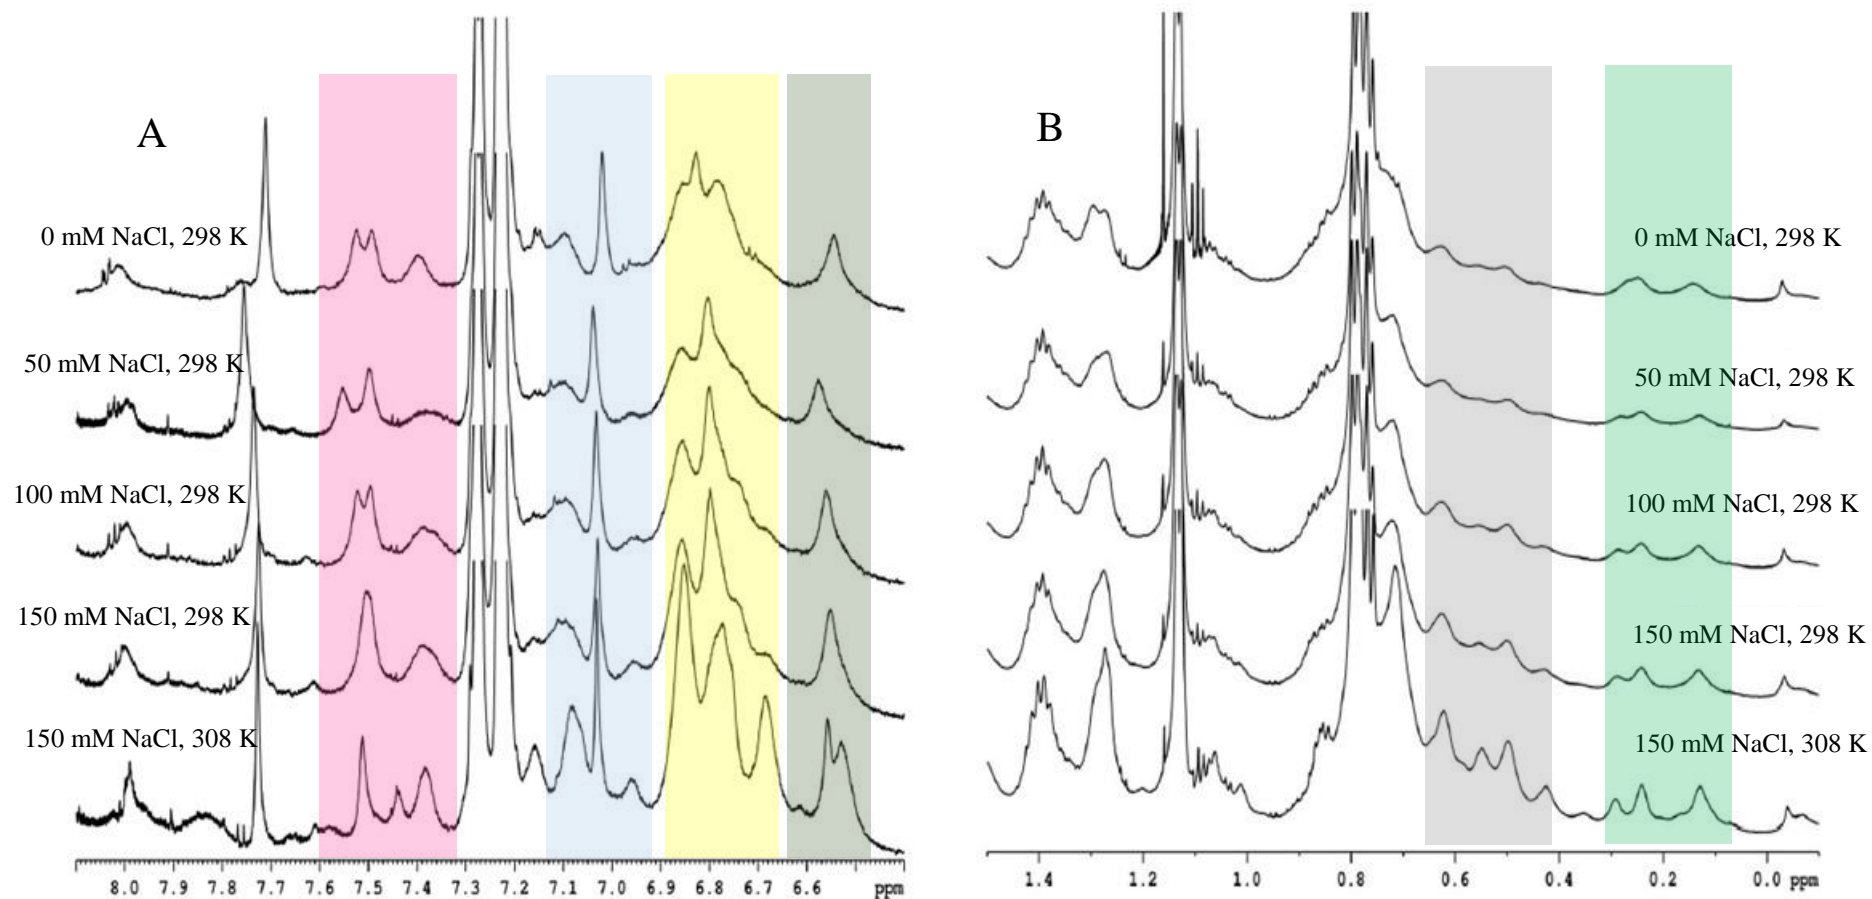 A
B
0 mM NaCl, 298 K
50 mM NaCl, 298 K
100 mM NaCl, 298 K
150 mM NaCl, 298 K
150 mM NaCl, 308 K
8.0 7.9 7.8 7.7 7.6 7.5 7.4 7.3 7.2 7.1 7.0 6.9 6.8 6.7 6.6 ppm
0 mM NaCl, 298 K
50 mM NaCl, 298 K
100 mM NaCl, 298 K
150 mM NaCl, 298 K
150 mM NaCl, 308 K
1.4 1.2 1.0 0.8 0.6 0.4 0.2 0.0 ppm